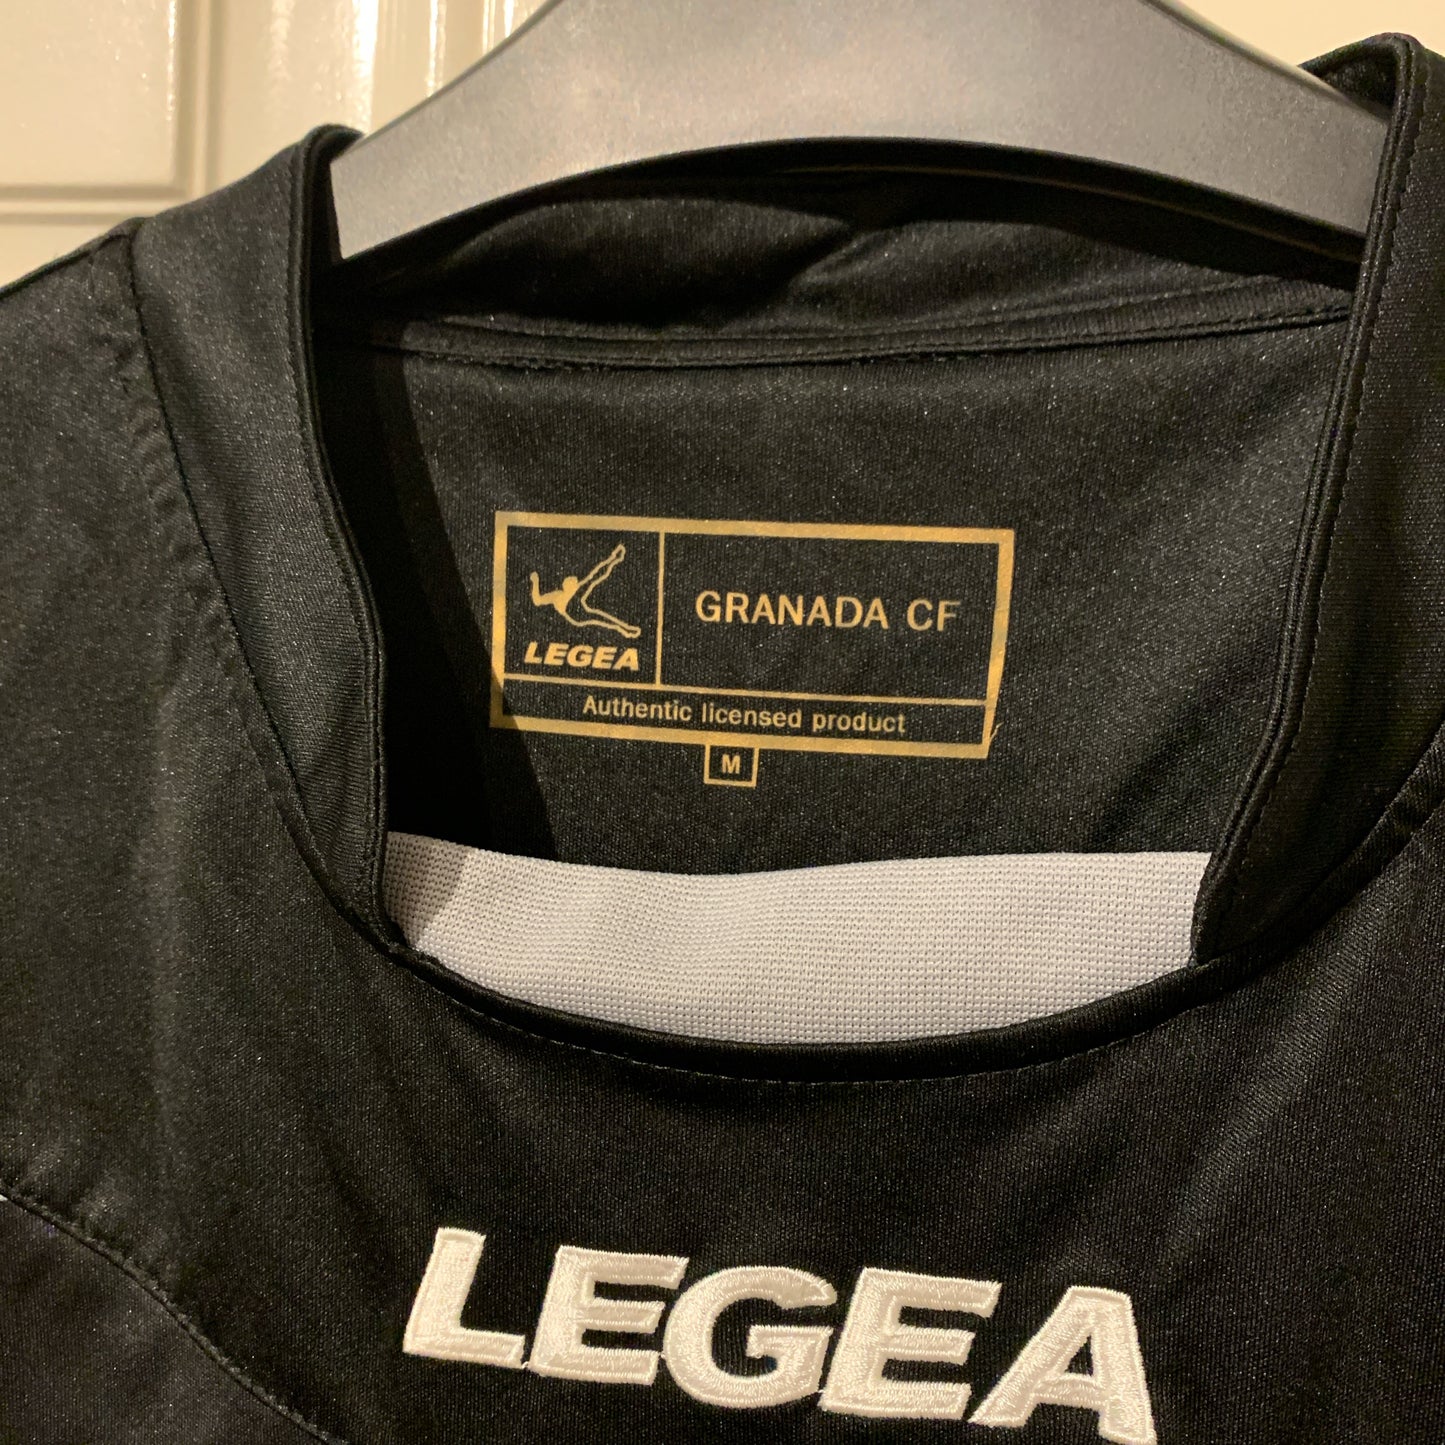 GRANADA CF
LEGEA
Authentic licensed product
M
LEGEA